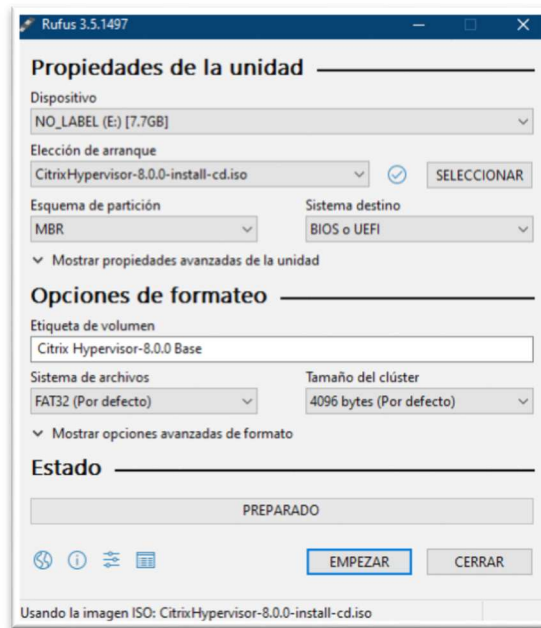 Rufus 3.5.1497
Propiedades de la unidad
Dispositivo
NO_LABEL (E:) [7.7GB]
Elección de arranque
CitrixHypervisor-8.0.0-install-cd.iso
SELECCIONAR
Esquema de partición Sistema destino
MBR BIOS o UEFI
Mostrar propiedades avanzadas de la unidad
Opciones de formateo
Etiqueta de volumen
Citrix Hypervisor-8.0.0 Base
Sistema de archivos Tamaño del clúster
FAT32 (Por defecto) 4096 bytes (Por defecto)
Mostrar opciones avanzadas de formato
Estado
PREPARADO
EMPEZAR CERRAR
Usando la imagen ISO: CitrixHypervisor-8.0.0-install-cd.iso